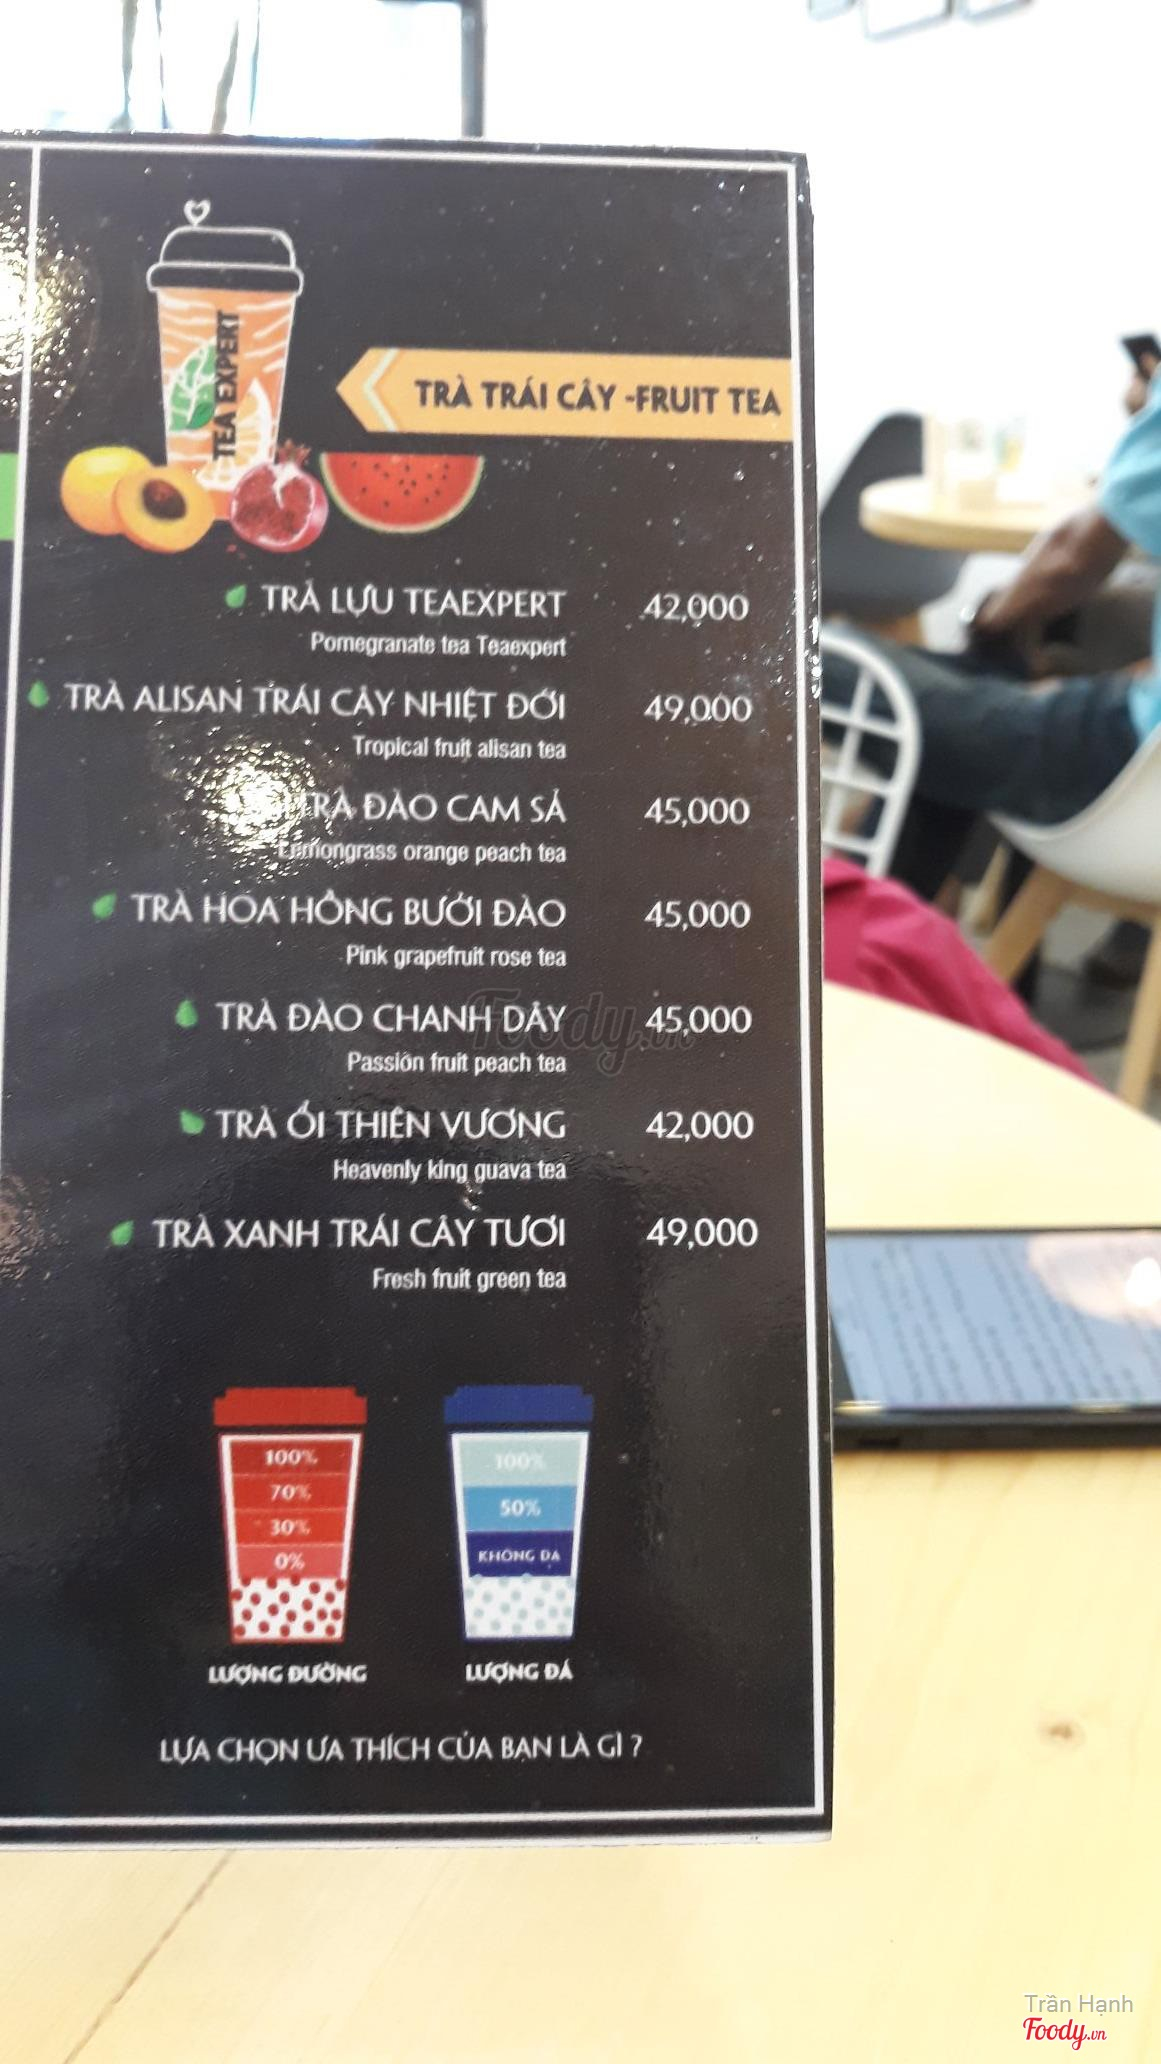 TEA EXPERT
TRÀ TRÁI CÂY -FRUIT TEA
TRÀ LỰU TEAEXPERT 42,000
Pomegranate tea Teaexpert
TRÀ ALISAN TRÁI CÂY NHIỆT ĐỚI 49,000
Tropical fruit alisan tea
TRÀ ĐÀO CAM SẢ 45,000
Lemongrass orange peach tea
TRÀ HOA HỒNG BƯỞI ĐÀO 45,000
Pink grapefruit rose tea
TRÀ ĐÀO CHANH DÂY 45,000
Passion fruit peach tea
TRÀ ỔI THIÊN VƯƠNG 42,000
Heavenly king guava tea
TRÀ XANH TRÁI CÂY TƯƠI 49,000
Fresh fruit green tea
100%
70%
30%
0%
LƯỢNG ĐƯỜNG
100%
50%
KHÔNG ĐÁ
LƯỢNG ĐÁ
LỰA CHỌN ƯA THÍCH CỦA BẠN LÀ GÌ ?
Foody.vn
Trần Hạnh
Foody.vn